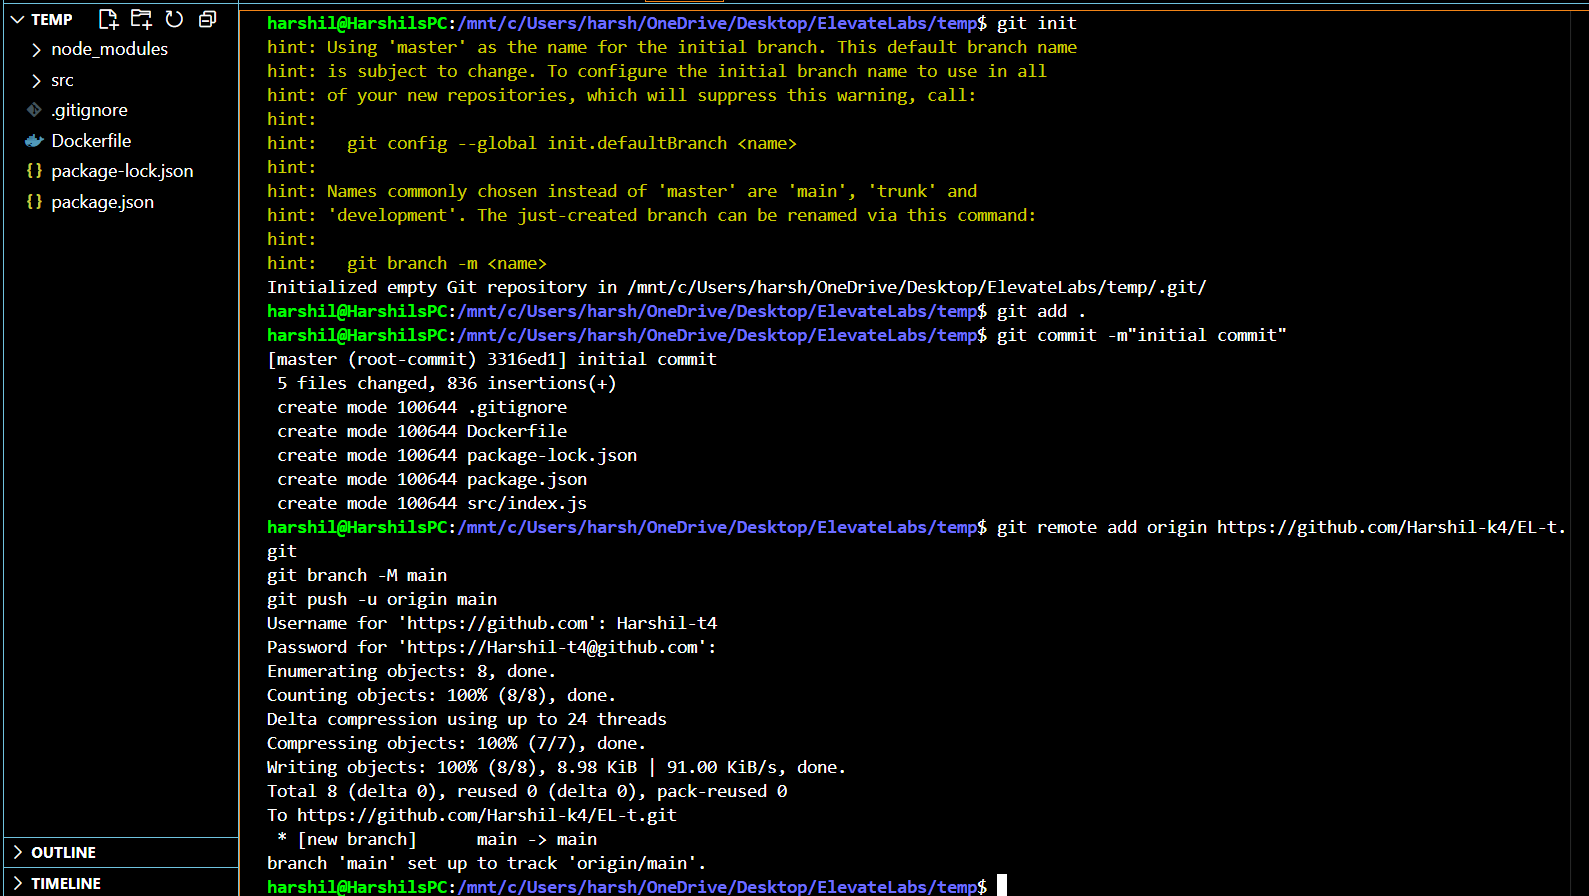 TEMP
node_modules
src
.gitignore
Dockerfile
package-lock.json
package.json
OUTLINE
TIMELINE
harshil@HarshilsPC:/mnt/c/Users/harsh/OneDrive/Desktop/ElevateLabs/temp$ git init
hint: Using 'master' as the name for the initial branch. This default branch name
hint: is subject to change. To configure the initial branch name to use in all
hint: of your new repositories, which will suppress this warning, call:
hint:
hint:   git config --global init.defaultBranch <name>
hint:
hint: Names commonly chosen instead of 'master' are 'main', 'trunk' and
hint: 'development'. The just-created branch can be renamed via this command:
hint:
hint:   git branch -m <name>
Initialized empty Git repository in /mnt/c/Users/harsh/OneDrive/Desktop/ElevateLabs/temp/.git/
harshil@HarshilsPC:/mnt/c/Users/harsh/OneDrive/Desktop/ElevateLabs/temp$ git add .
harshil@HarshilsPC:/mnt/c/Users/harsh/OneDrive/Desktop/ElevateLabs/temp$ git commit -m"initial commit"
[master (root-commit) 3316ed1] initial commit
 5 files changed, 836 insertions(+)
 create mode 100644 .gitignore
 create mode 100644 Dockerfile
 create mode 100644 package-lock.json
 create mode 100644 package.json
 create mode 100644 src/index.js
harshil@HarshilsPC:/mnt/c/Users/harsh/OneDrive/Desktop/ElevateLabs/temp$ git remote add origin https://github.com/Harshil-k4/EL-t.
git
git branch -M main
git push -u origin main
Username for 'https://github.com': Harshil-t4
Password for 'https://Harshil-t4@github.com':
Enumerating objects: 8, done.
Counting objects: 100% (8/8), done.
Delta compression using up to 24 threads
Compressing objects: 100% (7/7), done.
Writing objects: 100% (8/8), 8.98 KiB | 91.00 KiB/s, done.
Total 8 (delta 0), reused 0 (delta 0), pack-reused 0
To https://github.com/Harshil-k4/EL-t.git
 * [new branch]      main -> main
branch 'main' set up to track 'origin/main'.
harshil@HarshilsPC:/mnt/c/Users/harsh/OneDrive/Desktop/ElevateLabs/temp$